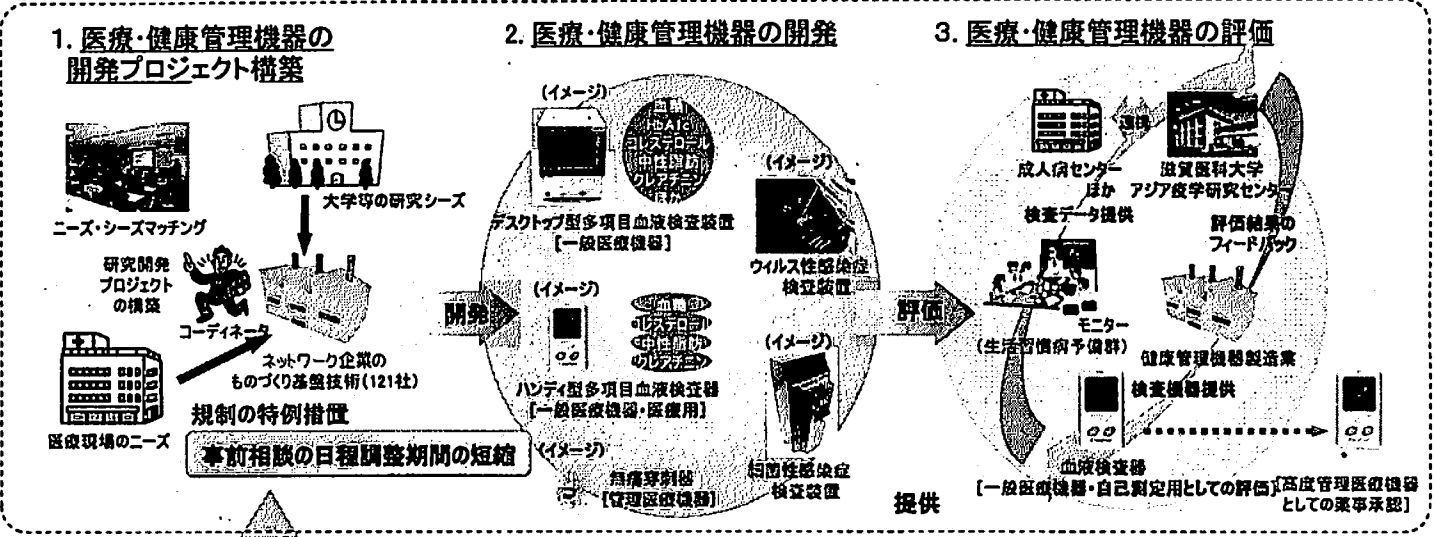 1. 医療・健康管理機器の
開発プロジェクト構築
ニーズ・シーズマッチング
大学等の研究シーズ
研究開発
プロジェクト
の構築
コーディネータ
ネットワーク企業の
ものづくり基盤技術(121社)
医療現場のニーズ
規制の特例措置
事前相談の日程調整期間の短縮
開発
2. 医療・健康管理機器の開発
(イメージ)
血糖
HbA1c
コレステロール
中性脂肪
クレアチニン
デスクトップ型多項目血液検査装置
[一般医療機器]
(イメージ)
ウィルス性感染症
検査装置
(イメージ)
血糖
コレステロール
中性脂肪
クレアチニン
ハンディ型多項目血液検査器
[一般医療機器・医療用]
(イメージ)
細菌性感染症
検査装置
(イメージ)
無痛穿刺器
[管理医療機器]
評価
3. 医療・健康管理機器の評価
成人病センター
ほか
連携
滋賀医科大学
アジア疫学研究センター
検査データ提供
評価結果の
フィードバック
モニター
(生活習慣病予備群)
健康管理機器製造業
検査機器提供
血液検査器
[一般医療機器・自己測定用としての評価]
[高度管理医療機器
としての薬事承認]
提供